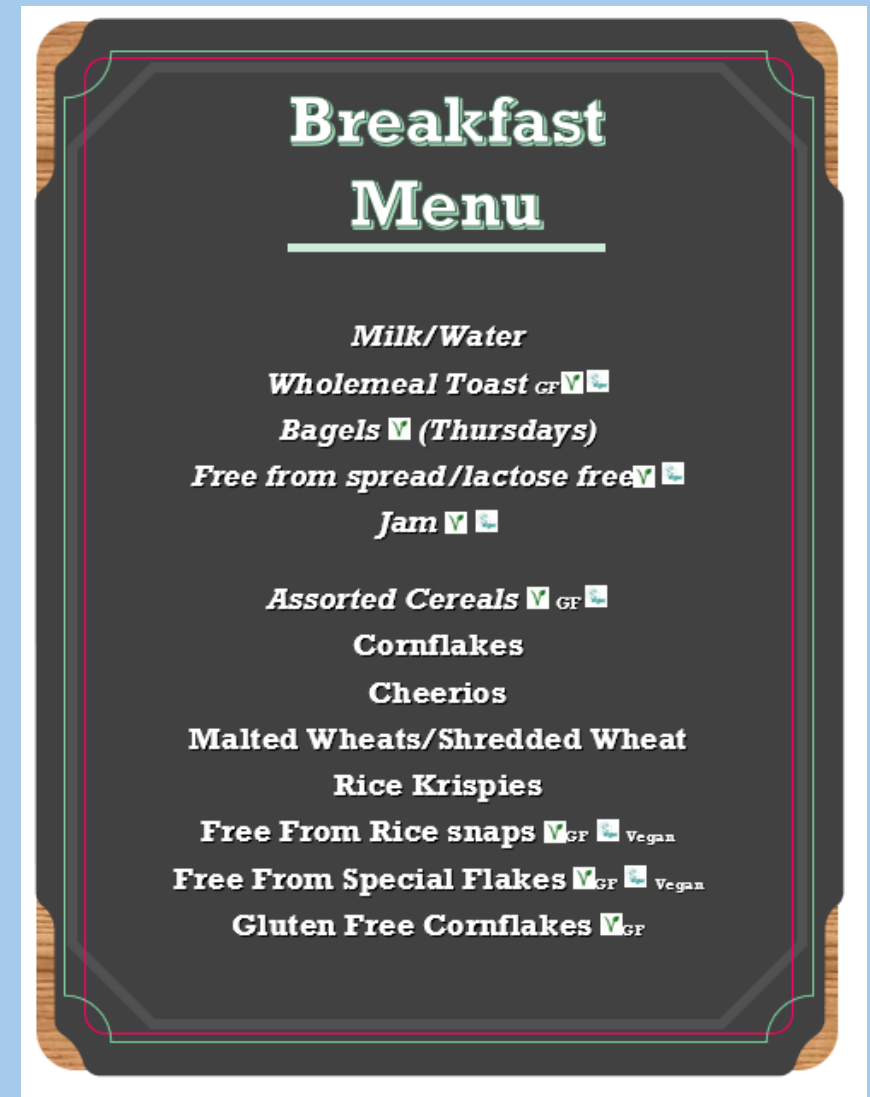 Breakfast
Menu
Milk/Water
Wholemeal Toast GF V
Bagels V (Thursdays)
Free from spread/lactose free V
Jam V
Assorted Cereals V GF
Cornflakes
Cheerios
Malted Wheats/Shredded Wheat
Rice Krispies
Free From Rice snaps V GF Vegan
Free From Special Flakes V GF Vegan
Gluten Free Cornflakes V GF